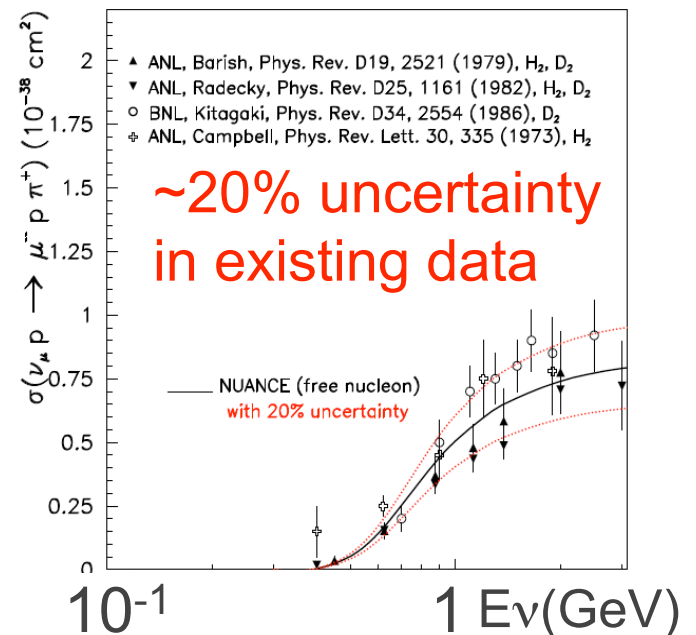 σ(ν_μ p → μ⁻ p π⁺) (10⁻³⁸ cm²)
2
1.75
1.5
1.25
1
0.75
0.5
0.25
0
ANL, Barish, Phys. Rev. D19, 2521 (1979), H₂, D₂
ANL, Radecky, Phys. Rev. D25, 1161 (1982), H₂, D₂
BNL, Kitagaki, Phys. Rev. D34, 2554 (1986), D₂
ANL, Campbell, Phys. Rev. Lett. 30, 335 (1973), H₂
~20% uncertainty
in existing data
NUANCE (free nucleon)
with 20% uncertainty
10⁻¹ 1 Eν(GeV)